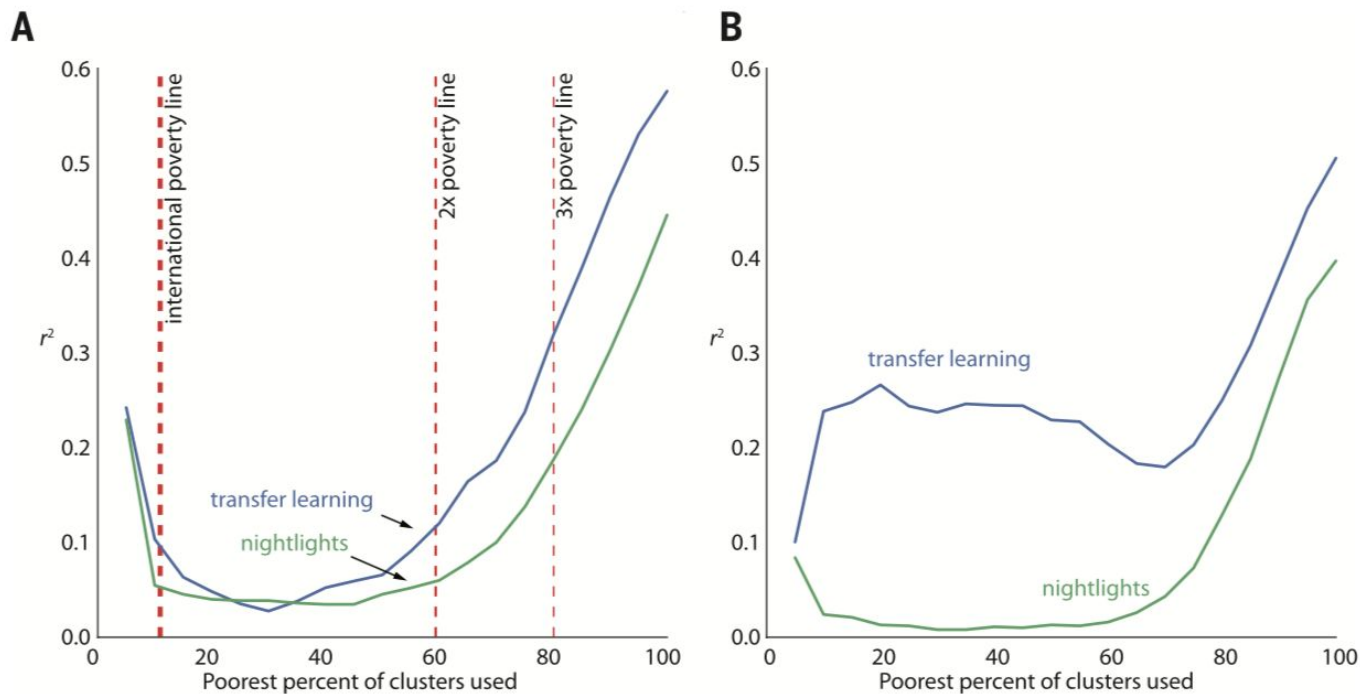 A
0.6
0.5
0.4
r²
0.3
0.2
0.1
0.0
international poverty line
2x poverty line
3x poverty line
transfer learning
nightlights
0 20 40 60 80 100
Poorest percent of clusters used
B
0.6
0.5
0.4
r²
0.3
0.2
0.1
0.0
transfer learning
nightlights
0 20 40 60 80 100
Poorest percent of clusters used